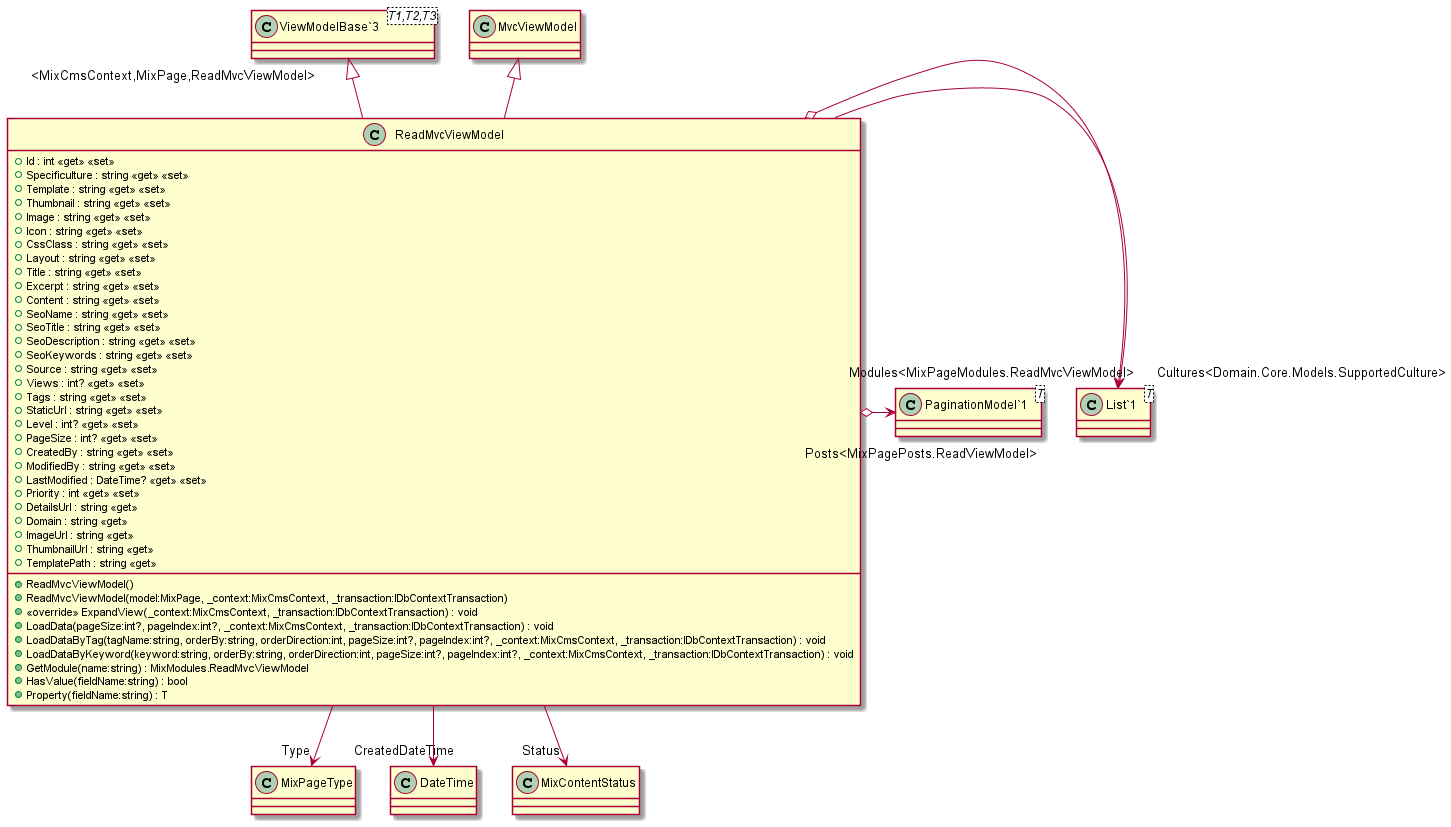 C ViewModelBase`3 T1,T2,T3
C MvcViewModel
<MixCmsContext,MixPage,ReadMvcViewModel>
C ReadMvcViewModel
Id : int «get» «set»
Specificulture : string «get» «set»
Template : string «get» «set»
Thumbnail : string «get» «set»
Image : string «get» «set»
Icon : string «get» «set»
CssClass : string «get» «set»
Layout : string «get» «set»
Title : string «get» «set»
Excerpt : string «get» «set»
Content : string «get» «set»
SeoName : string «get» «set»
SeoTitle : string «get» «set»
SeoDescription : string «get» «set»
SeoKeywords : string «get» «set»
Source : string «get» «set»
Views : int? «get» «set»
Tags : string «get» «set»
StaticUrl : string «get» «set»
Level : int? «get» «set»
PageSize : int? «get» «set»
CreatedBy : string «get» «set»
ModifiedBy : string «get» «set»
LastModified : DateTime? «get» «set»
Priority : int «get» «set»
DetailsUrl : string «get»
Domain : string «get»
ImageUrl : string «get»
ThumbnailUrl : string «get»
TemplatePath : string «get»
ReadMvcViewModel()
ReadMvcViewModel(model:MixPage, _context:MixCmsContext, _transaction:IDbContextTransaction)
«override» ExpandView(_context:MixCmsContext, _transaction:IDbContextTransaction) : void
LoadData(pageSize:int?, pageIndex:int?, _context:MixCmsContext, _transaction:IDbContextTransaction) : void
LoadDataByTag(tagName:string, orderBy:string, orderDirection:int, pageSize:int?, pageIndex:int?, _context:MixCmsContext, _transaction:IDbContextTransaction) : void
LoadDataByKeyword(keyword:string, orderBy:string, orderDirection:int, pageSize:int?, pageIndex:int?, _context:MixCmsContext, _transaction:IDbContextTransaction) : void
GetModule(name:string) : MixModules.ReadMvcViewModel
HasValue(fieldName:string) : bool
Property(fieldName:string) : T
Modules<MixPageModules.ReadMvcViewModel>
Cultures<Domain.Core.Models.SupportedCulture>
C PaginationModel`1 T
C List`1 T
Posts<MixPagePosts.ReadViewModel>
Type
CreatedDateTime
Status
C MixPageType
C DateTime
C MixContentStatus